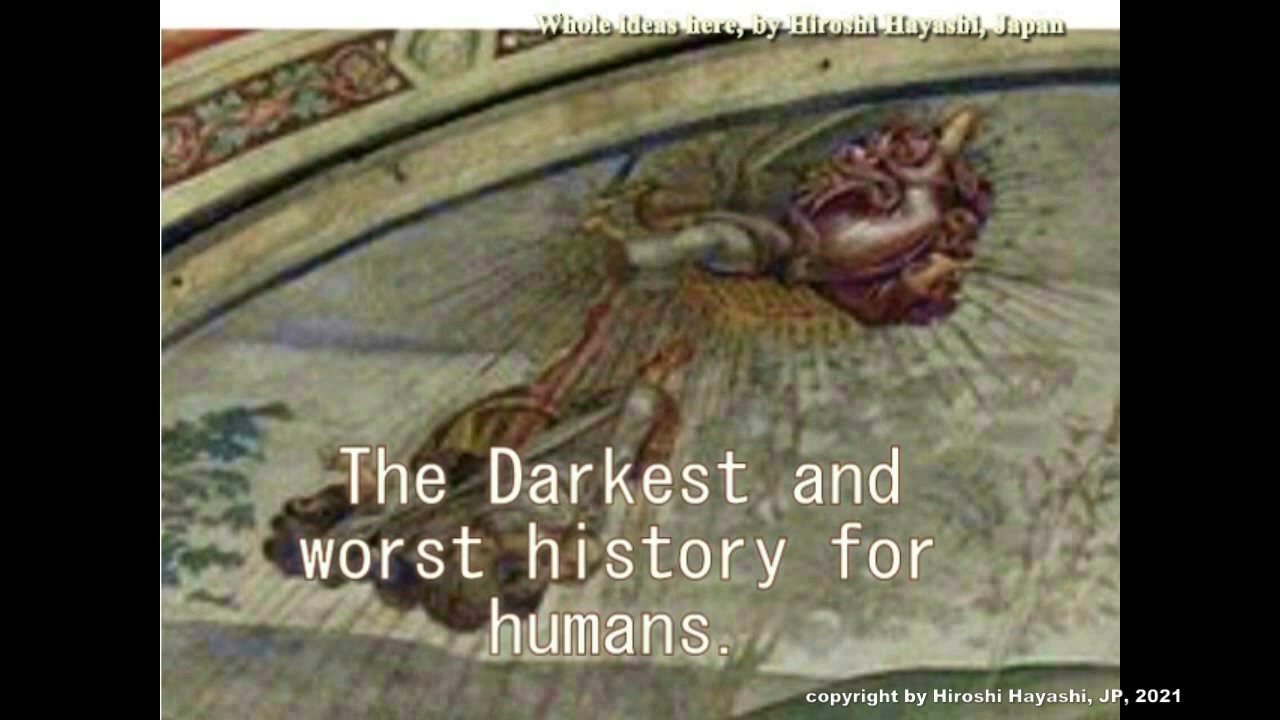 Whole ideas here, by Hiroshi Hayashi, Japan
The Darkest and
worst history for
humans.
copyright by Hiroshi Hayashi, JP, 2021